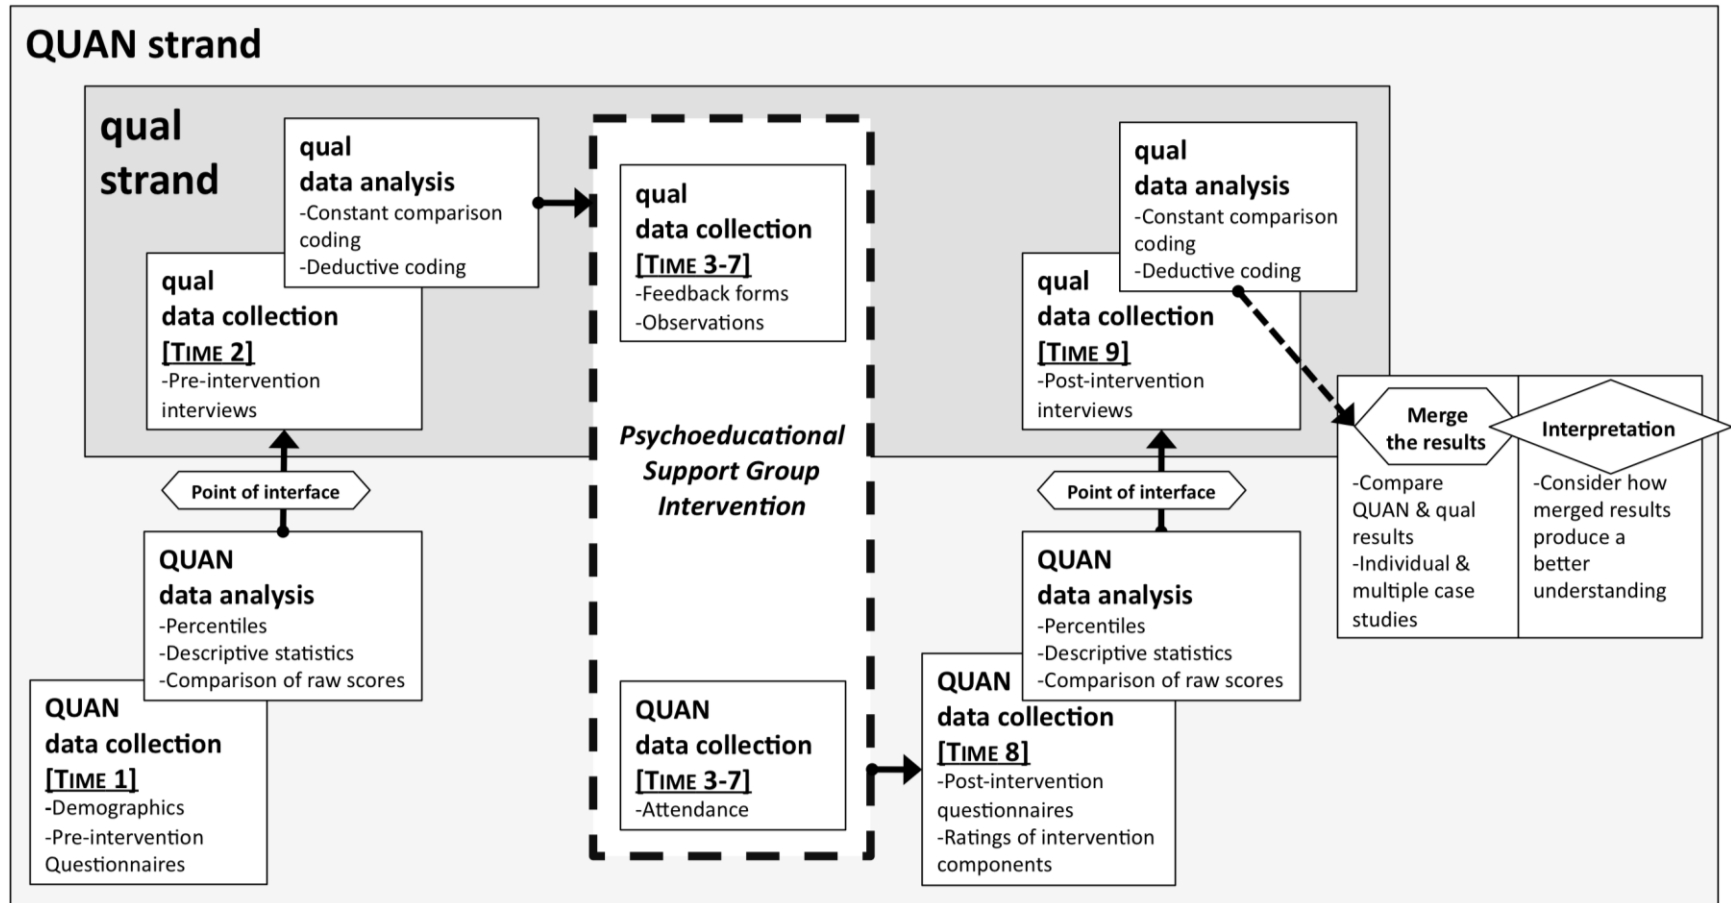 QUAN strand
qual
strand
qual
data analysis
-Constant comparison
coding
-Deductive coding
qual
data collection
[TIME 2]
-Pre-intervention
interviews
Point of interface
QUAN
data analysis
-Percentiles
-Descriptive statistics
-Comparison of raw scores
QUAN
data collection
[TIME 1]
-Demographics
-Pre-intervention
Questionnaires
qual
data collection
[TIME 3-7]
-Feedback forms
-Observations
Psychoeducational
Support Group
Intervention
QUAN
data collection
[TIME 3-7]
-Attendance
qual
data analysis
-Constant comparison
coding
-Deductive coding
qual
data collection
[TIME 9]
-Post-intervention
interviews
Point of interface
QUAN
data analysis
-Percentiles
-Descriptive statistics
-Comparison of raw scores
QUAN
data collection
[TIME 8]
-Post-intervention
questionnaires
-Ratings of intervention
components
Merge
the results
-Compare
QUAN & qual
results
-Individual &
multiple case
studies
Interpretation
-Consider how
merged results
produce a
better
understanding